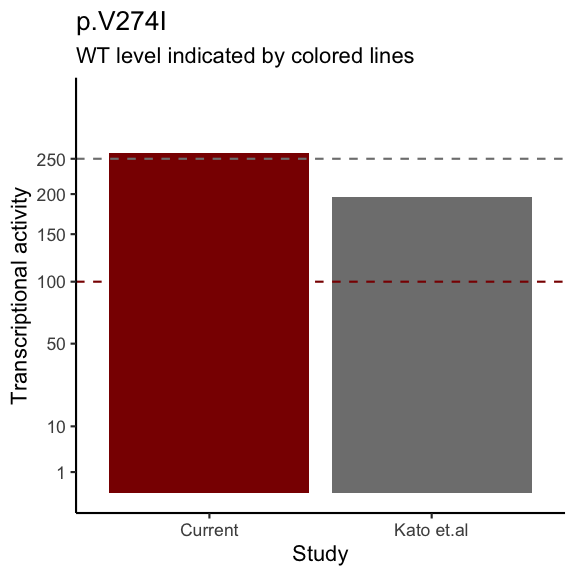 p.V274I
WT level indicated by colored lines
Transcriptional activity
250
200
150
100
50
10
1
Current
Kato et.al
Study